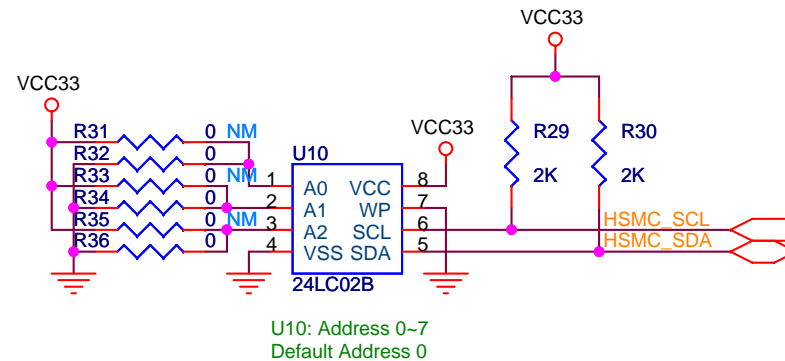 VCC33
VCC33
R31 0 NM
R32 0
R33 0 NM
R34 0
R35 0 NM
R36 0
VCC33
R29
2K
R30
2K
U10
1 A0 VCC 8
2 A1 WP 7
3 A2 SCL 6
4 VSS SDA 5
24LC02B
HSMC_SCL
HSMC_SDA
U10: Address 0~7
Default Address 0